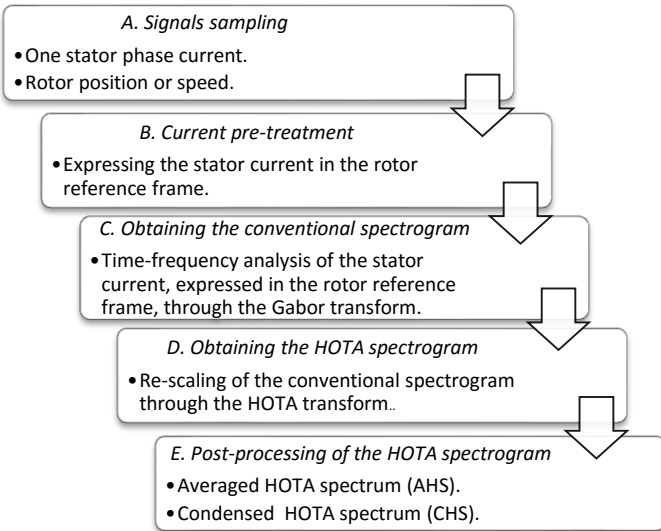 A. Signals sampling
•One stator phase current.
•Rotor position or speed.
B. Current pre-treatment
•Expressing the stator current in the rotor
reference frame.
C. Obtaining the conventional spectrogram
•Time-frequency analysis of the stator
current, expressed in the rotor reference
frame, through the Gabor transform.
D. Obtaining the HOTA spectrogram
•Re-scaling of the conventional spectrogram
through the HOTA transform..
E. Post-processing of the HOTA spectrogram
•Averaged HOTA spectrum (AHS).
•Condensed HOTA spectrum (CHS).